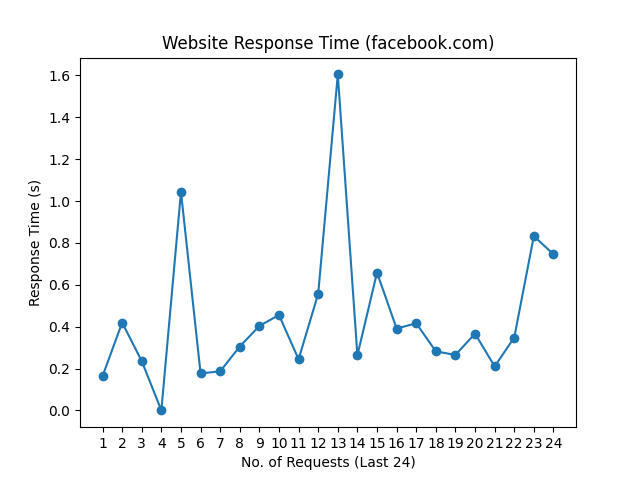 Website Response Time (facebook.com)
Response Time (s)
1.6
1.4
1.2
1.0
0.8
0.6
0.4
0.2
0.0
1 2 3 4 5 6 7 8 9 10 11 12 13 14 15 16 17 18 19 20 21 22 23 24
No. of Requests (Last 24)